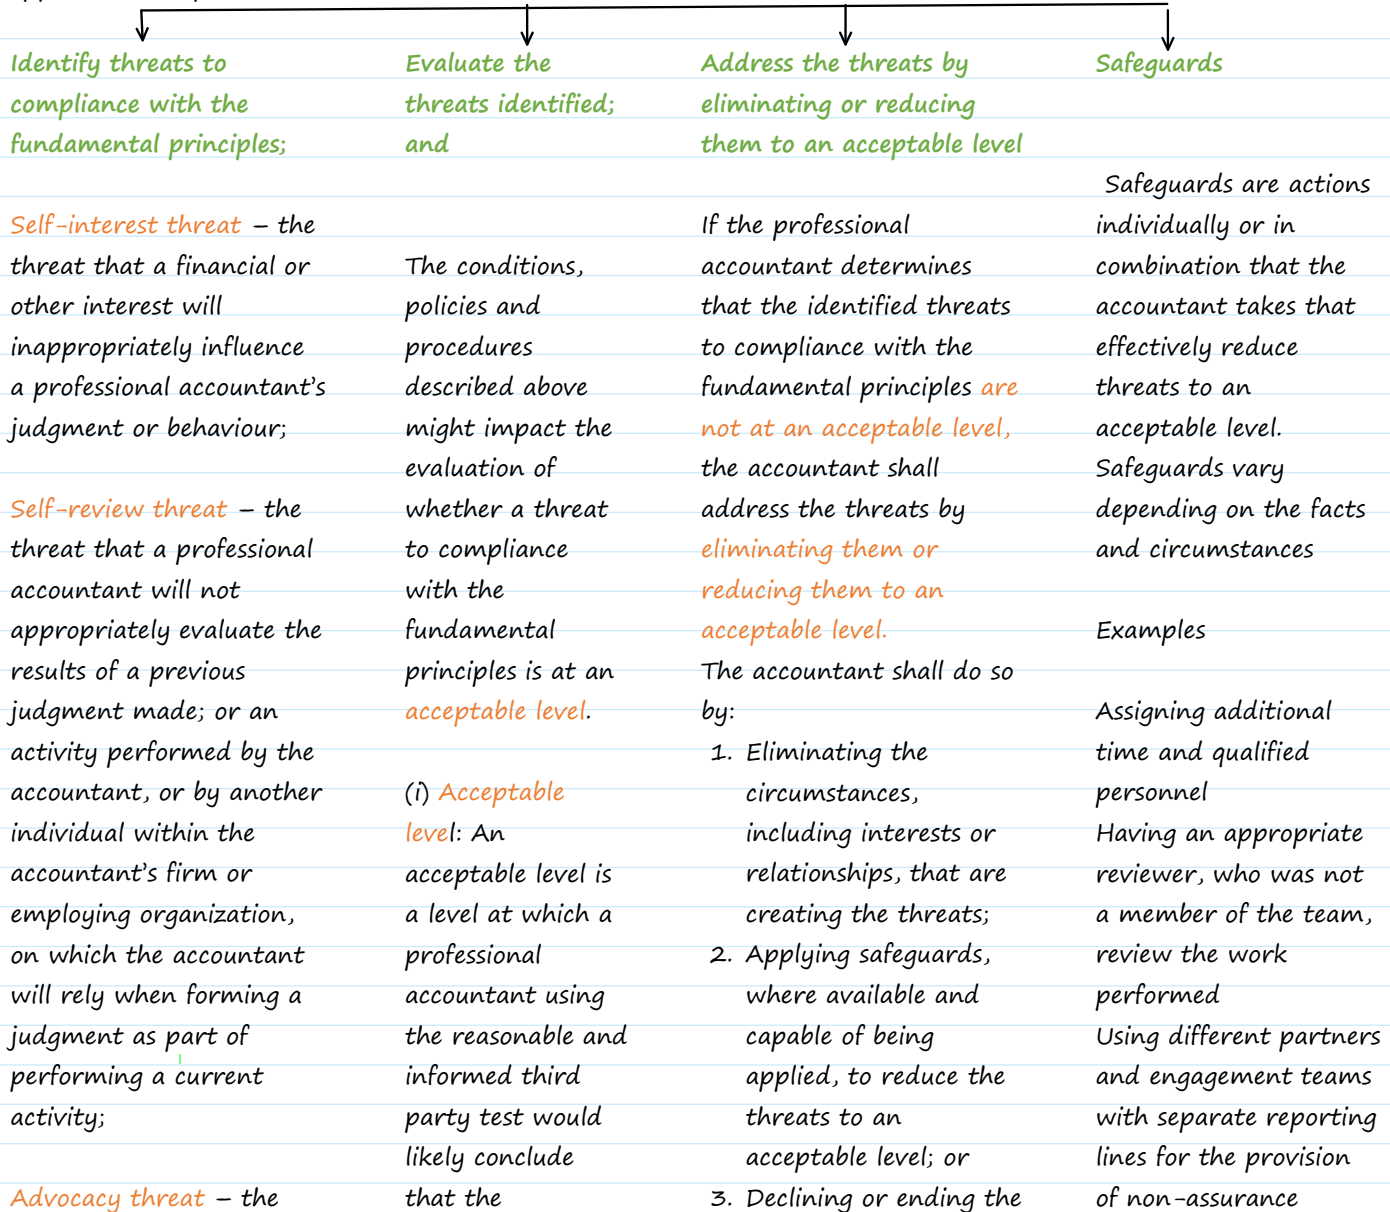 Identify threats to
compliance with the
fundamental principles;
Self-interest threat – the
threat that a financial or
other interest will
inappropriately influence
a professional accountant's
judgment or behaviour;
Self-review threat – the
threat that a professional
accountant will not
appropriately evaluate the
results of a previous
judgment made; or an
activity performed by the
accountant, or by another
individual within the
accountant's firm or
employing organization,
on which the accountant
will rely when forming a
judgment as part of
performing a current
activity;
Advocacy threat – the
Evaluate the
threats identified;
and
The conditions,
policies and
procedures
described above
might impact the
evaluation of
whether a threat
to compliance
with the
fundamental
principles is at an
acceptable level.
(i) Acceptable
level: An
acceptable level is
a level at which a
professional
accountant using
the reasonable and
informed third
party test would
likely conclude
that the
Address the threats by
eliminating or reducing
them to an acceptable level
If the professional
accountant determines
that the identified threats
to compliance with the
fundamental principles are
not at an acceptable level,
the accountant shall
address the threats by
eliminating them or
reducing them to an
acceptable level.
The accountant shall do so
by:
1. Eliminating the
circumstances,
including interests or
relationships, that are
creating the threats;
2. Applying safeguards,
where available and
capable of being
applied, to reduce the
threats to an
acceptable level; or
3. Declining or ending the
Safeguards
Safeguards are actions
individually or in
combination that the
accountant takes that
effectively reduce
threats to an
acceptable level.
Safeguards vary
depending on the facts
and circumstances
Examples
Assigning additional
time and qualified
personnel
Having an appropriate
reviewer, who was not
a member of the team,
review the work
performed
Using different partners
and engagement teams
with separate reporting
lines for the provision
of non-assurance